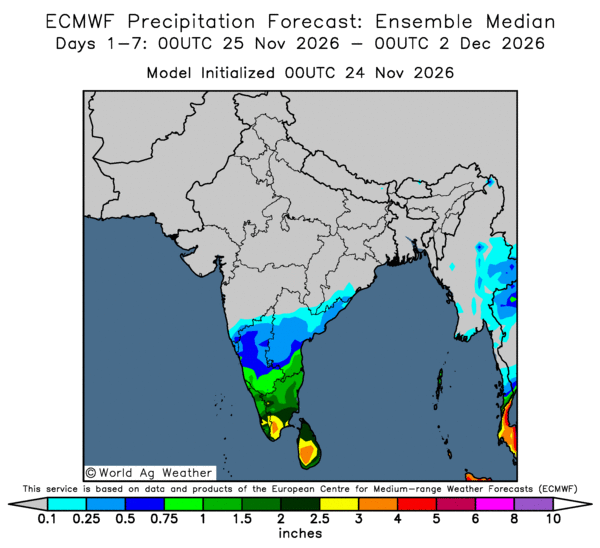 ECMWF Precipitation Forecast: Ensemble Median
Days 1–7: 00UTC 25 Nov 2026 – 00UTC 2 Dec 2026
Model Initialized 00UTC 24 Nov 2026
© World Ag Weather
This service is based on data and products of the European Centre for Medium-range Weather Forecasts (ECMWF)
0.1 0.25 0.5 0.75 1 1.5 2 2.5 3 4 5 6 8 10
inches